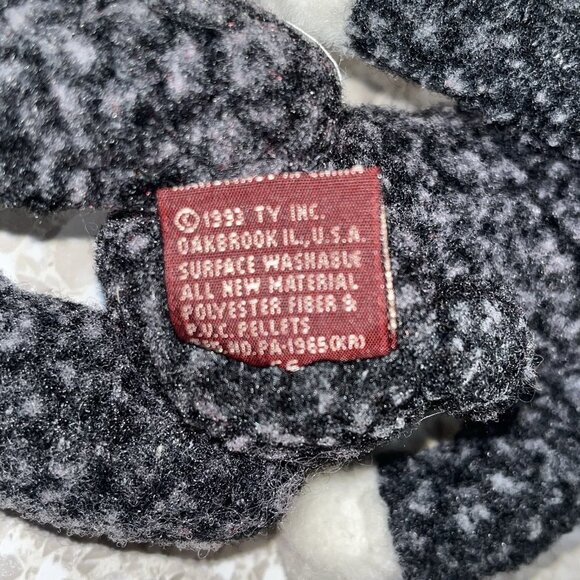 © 1993 TY INC.
OAKBROOK IL., U.S.A.
SURFACE WASHABLE
ALL NEW MATERIAL
POLYESTER FIBER &
P.V.C. PELLETS
NO. PA-1965(KR)